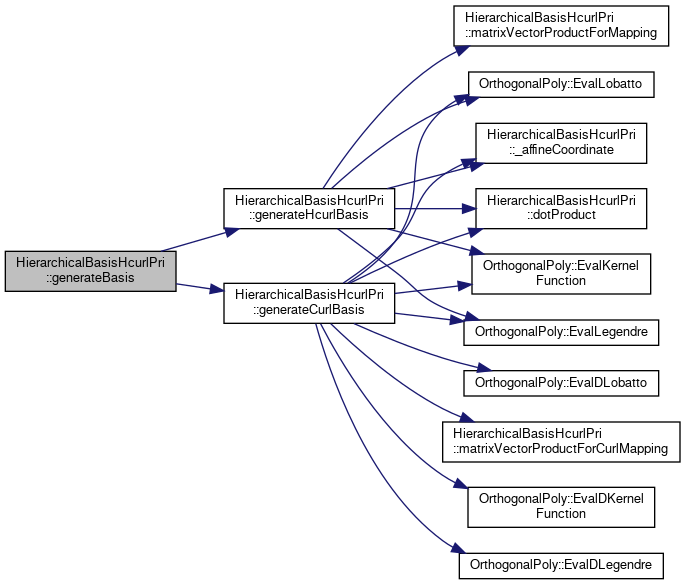 HierarchicalBasisHcurlPri
::generateBasis
HierarchicalBasisHcurlPri
::generateHcurlBasis
HierarchicalBasisHcurlPri
::generateCurlBasis
HierarchicalBasisHcurlPri
::matrixVectorProductForMapping
OrthogonalPoly::EvalLobatto
HierarchicalBasisHcurlPri
::_affineCoordinate
HierarchicalBasisHcurlPri
::dotProduct
OrthogonalPoly::EvalKernel
Function
OrthogonalPoly::EvalLegendre
OrthogonalPoly::EvalDLobatto
HierarchicalBasisHcurlPri
::matrixVectorProductForCurlMapping
OrthogonalPoly::EvalDKernel
Function
OrthogonalPoly::EvalDLegendre